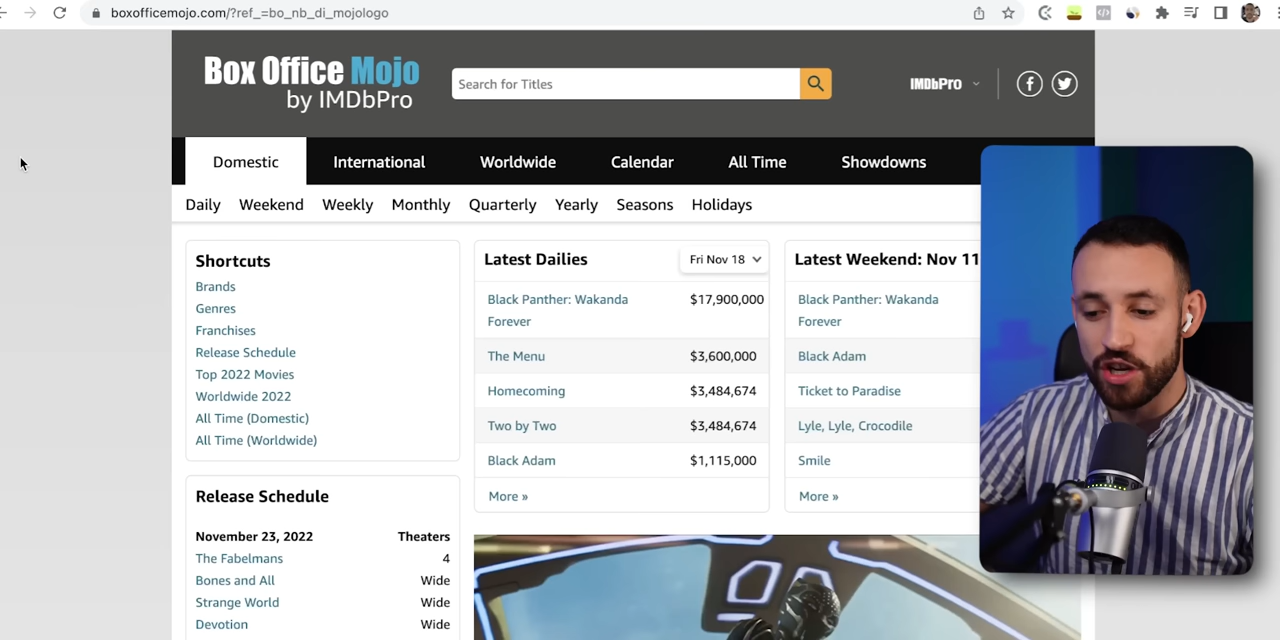 boxofficemojo.com/?ref_=bo_nb_di_mojologo
Box Office Mojo
by IMDbPro
Search for Titles
IMDbPro
Domestic
International
Worldwide
Calendar
All Time
Showdowns
Daily
Weekend
Weekly
Monthly
Quarterly
Yearly
Seasons
Holidays
Shortcuts
Brands
Genres
Franchises
Release Schedule
Top 2022 Movies
Worldwide 2022
All Time (Domestic)
All Time (Worldwide)
Release Schedule
November 23, 2022 Theaters
The Fabelmans 4
Bones and All Wide
Strange World Wide
Devotion Wide
Latest Dailies
Fri Nov 18
Black Panther: Wakanda $17,900,000
Forever
The Menu $3,600,000
Homecoming $3,484,674
Two by Two $3,484,674
Black Adam $1,115,000
More »
Latest Weekend: Nov 11
Black Panther: Wakanda
Forever
Black Adam
Ticket to Paradise
Lyle, Lyle, Crocodile
Smile
More »